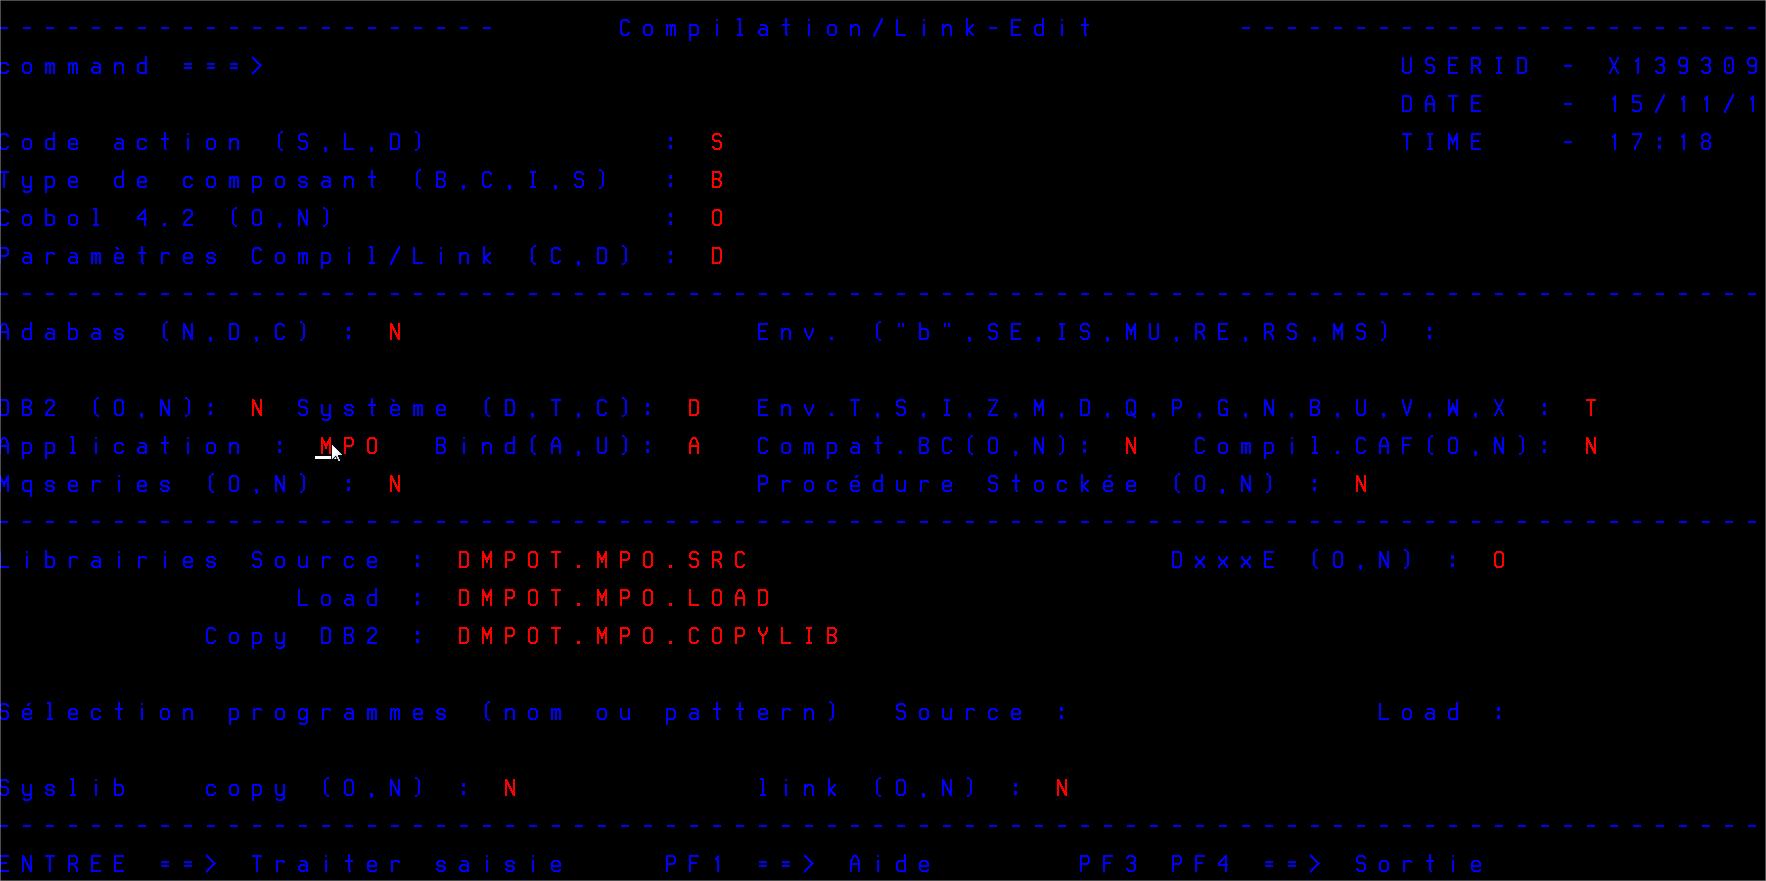 - - - - - - - - - - - - - - - - - - - - - - Compilation/Link-Edit - - - - - - - - - - - - - - - - - - - - - - -
command ===> USERID - X139309
DATE - 15/11/1
Code action (S,L,D) : S TIME - 17:18
Type de composant (B,C,I,S) : B
Cobol 4.2 (O,N) : O
Paramètres Compil/Link (C,D) : D
Adabas (N,D,C) : N Env. ("b",SE,IS,MU,RE,RS,MS) :
DB2 (O,N): N Système (D,T,C): D Env.T,S,I,Z,M,D,Q,P,G,N,B,U,V,W,X : T
Application : MPO Bind(A,U): A Compat.BC(O,N): N Compil.CAF(O,N): N
Mqseries (O,N) : N Procédure Stockée (O,N) : N
Librairies Source : DMPOT.MPO.SRC DxxxE (O,N) : O
Load : DMPOT.MPO.LOAD
Copy DB2 : DMPOT.MPO.COPYLIB
Sélection programmes (nom ou pattern) Source : Load :
Syslib copy (O,N) : N link (O,N) : N
ENTREE ==> Traiter saisie PF1 ==> Aide PF3 PF4 ==> Sortie